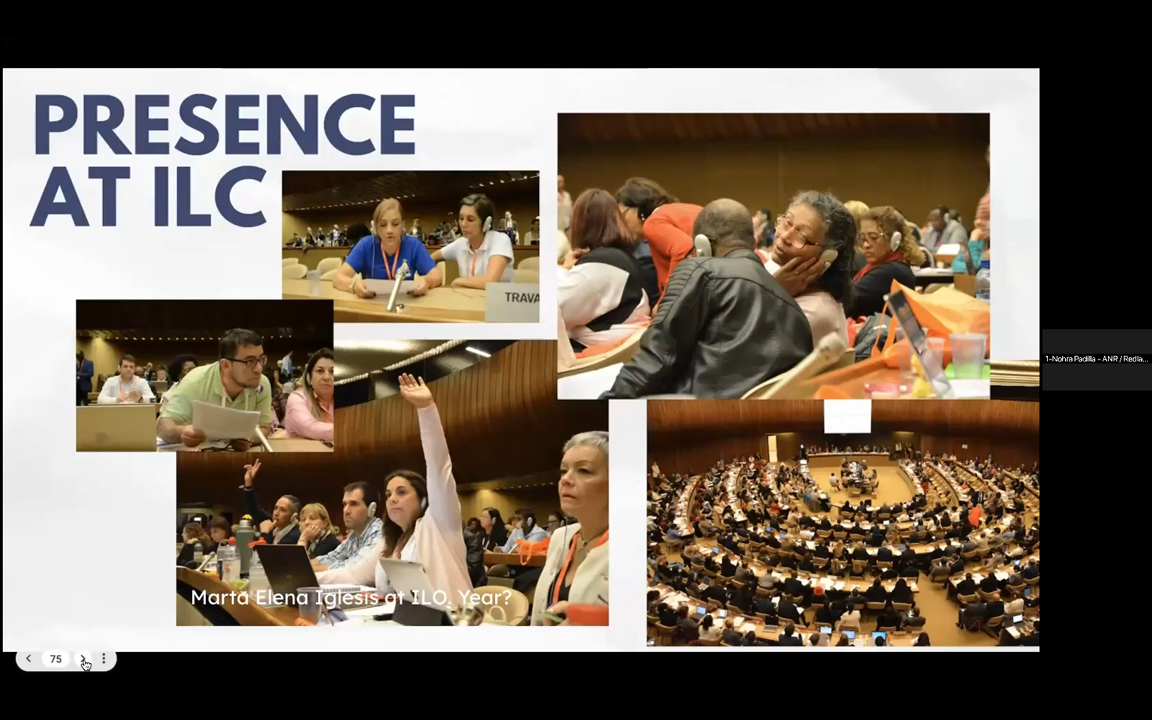 PRESENCE
AT ILC
TRAVA
1-Nohra Padilla - ANR / Redla...
Marta Elena Iglesis at ILO. Year?
75